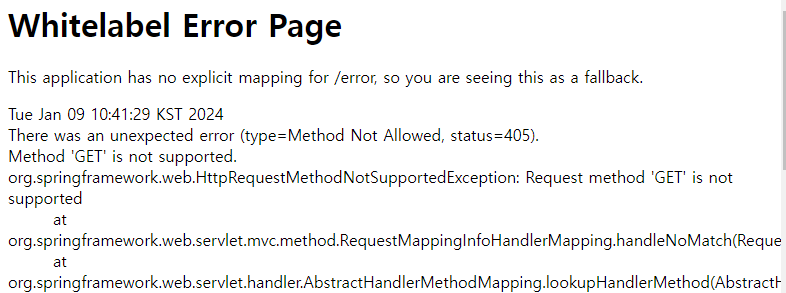 Whitelabel Error Page
This application has no explicit mapping for /error, so you are seeing this as a fallback.
Tue Jan 09 10:41:29 KST 2024
There was an unexpected error (type=Method Not Allowed, status=405).
Method 'GET' is not supported.
org.springframework.web.HttpRequestMethodNotSupportedException: Request method 'GET' is not
supported
at
org.springframework.web.servlet.mvc.method.RequestMappingInfoHandlerMapping.handleNoMatch(Reque
at
org.springframework.web.servlet.handler.AbstractHandlerMethodMapping.lookupHandlerMethod(AbstractH